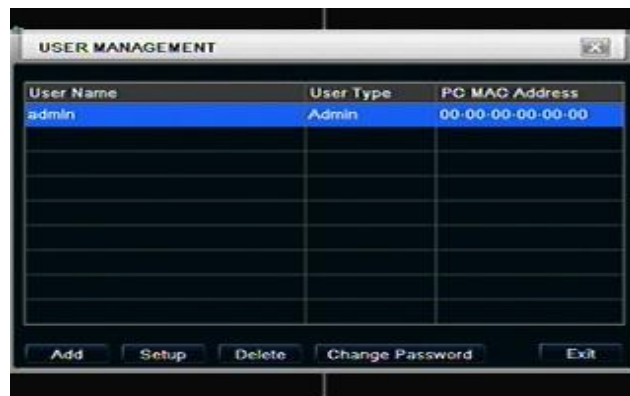 USER MANAGEMENT
User Name User Type PC MAC Address
admin Admin 00-00-00-00-00-00
Add Setup Delete Change Password Exit